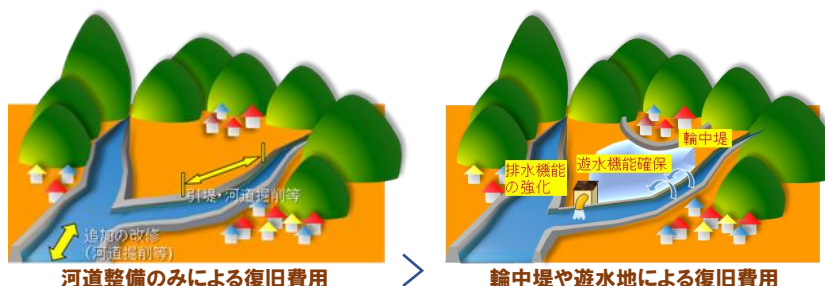 引堤・河道掘削等
追加の改修
(河道掘削等)
河道整備のみによる復旧費用
>
輪中堤
遊水機能確保
排水機能
の強化
輪中堤や遊水地による復旧費用